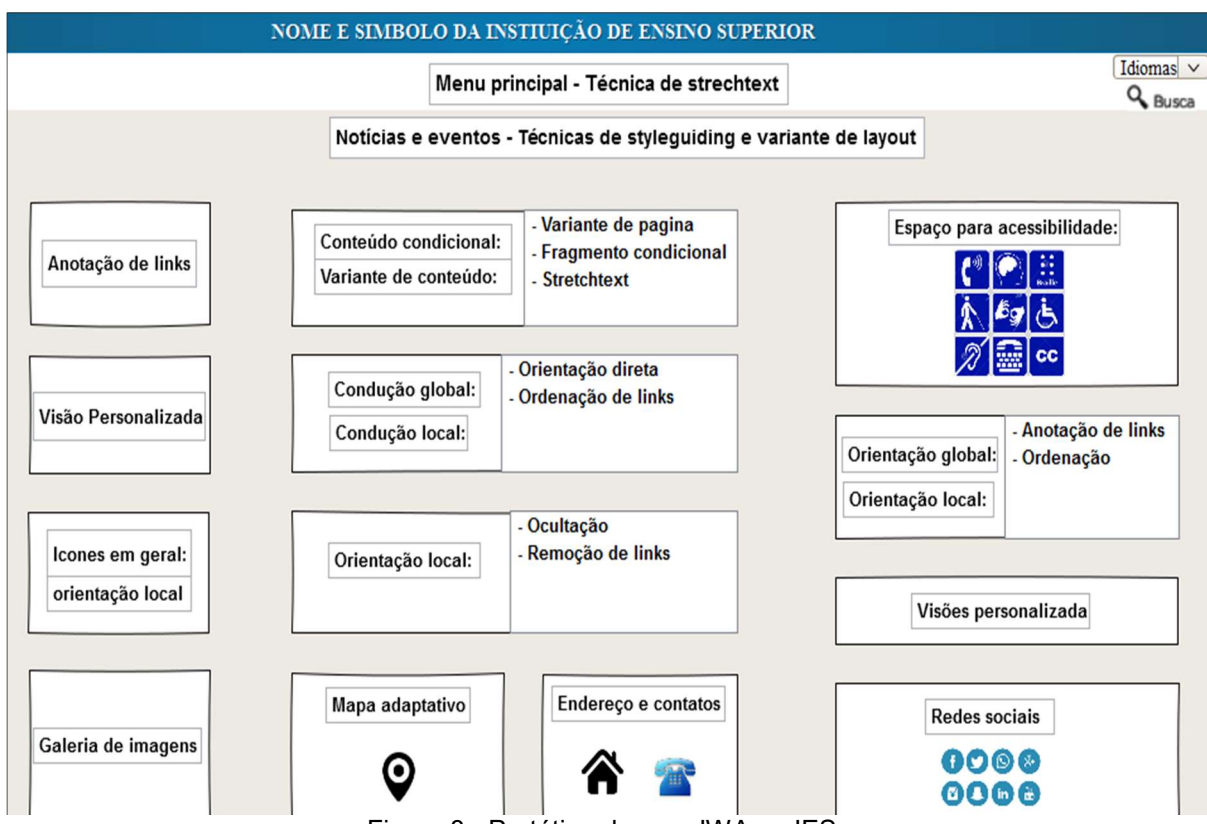 NOME E SIMBOLO DA INSTIUIÇÃO DE ENSINO SUPERIOR
Menu principal - Técnica de strechtext
Idiomas
Busca
Notícias e eventos - Técnicas de styleguiding e variante de layout
Anotação de links
Conteúdo condicional:
Variante de conteúdo:
- Variante de pagina
- Fragmento condicional
- Stretchtext
Espaço para acessibilidade:
Braille
CC
Visão Personalizada
Condução global:
Condução local:
- Orientação direta
- Ordenação de links
Orientação global:
Orientação local:
- Anotação de links
- Ordenação
Icones em geral:
orientação local
Orientação local:
- Ocultação
- Remoção de links
Visões personalizada
Galeria de imagens
Mapa adaptativo
Endereço e contatos
Redes sociais